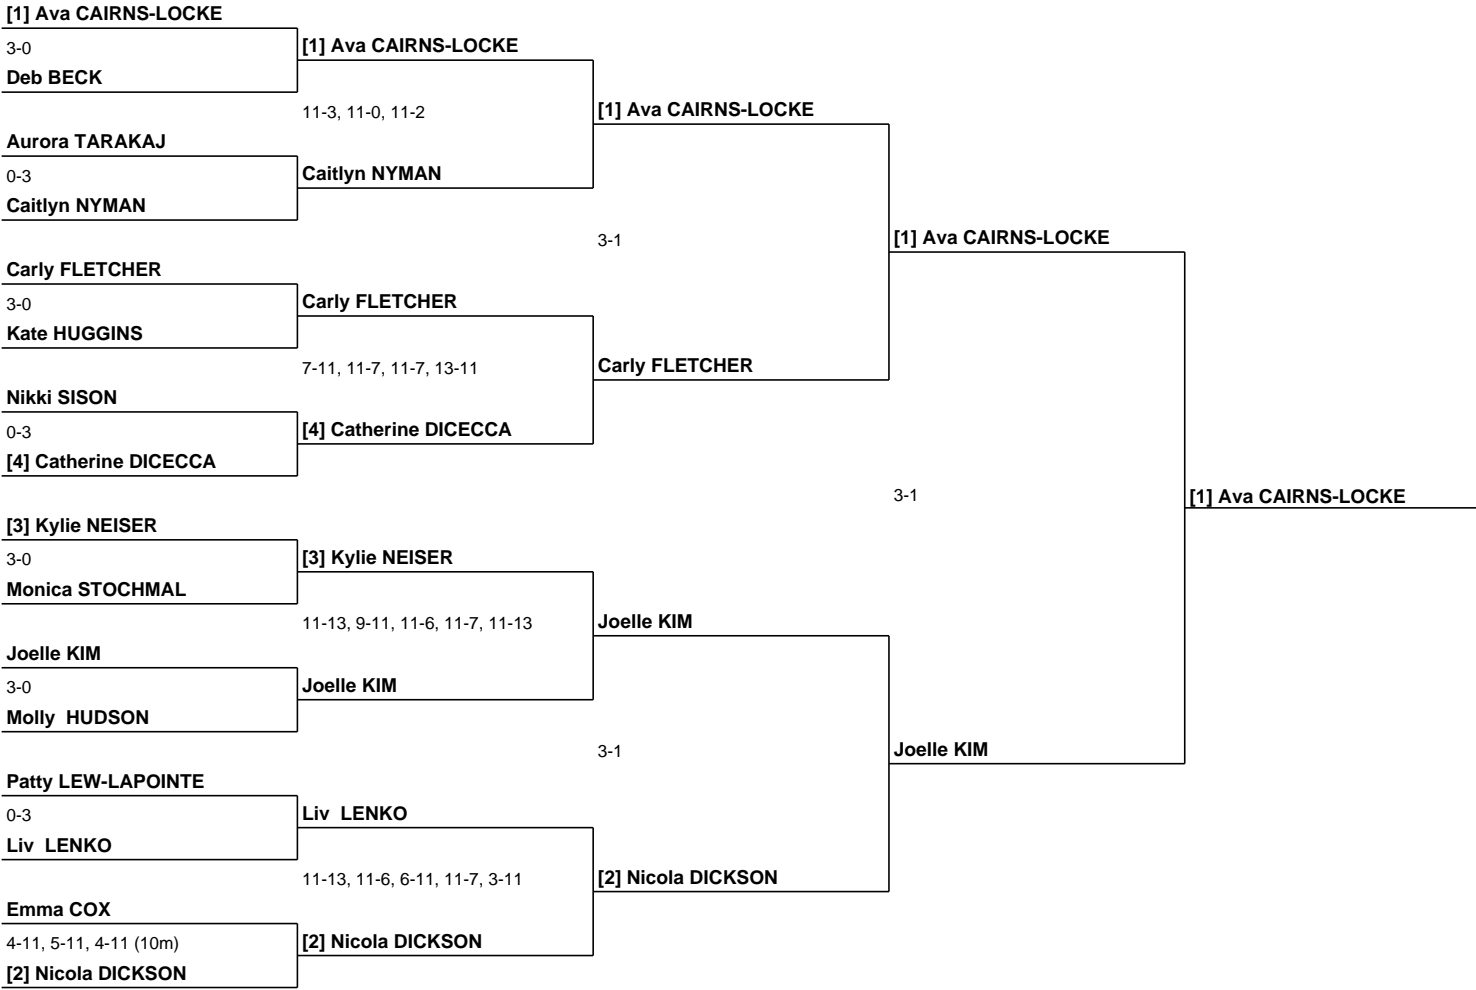 [1] Ava CAIRNS-LOCKE
3-0
Deb BECK
Aurora TARAKAJ
0-3
Caitlyn NYMAN
Carly FLETCHER
3-0
Kate HUGGINS
Nikki SISON
0-3
[4] Catherine DICECCA
[3] Kylie NEISER
3-0
Monica STOCHMAL
Joelle KIM
3-0
Molly HUDSON
Patty LEW-LAPOINTE
0-3
Liv LENKO
Emma COX
4-11, 5-11, 4-11 (10m)
[2] Nicola DICKSON
[1] Ava CAIRNS-LOCKE
11-3, 11-0, 11-2
Caitlyn NYMAN
Carly FLETCHER
7-11, 11-7, 11-7, 13-11
[4] Catherine DICECCA
[3] Kylie NEISER
11-13, 9-11, 11-6, 11-7, 11-13
Joelle KIM
Liv LENKO
11-13, 11-6, 6-11, 11-7, 3-11
[2] Nicola DICKSON
[1] Ava CAIRNS-LOCKE
3-1
Carly FLETCHER
Joelle KIM
3-1
[2] Nicola DICKSON
[1] Ava CAIRNS-LOCKE
3-1
Joelle KIM
[1] Ava CAIRNS-LOCKE